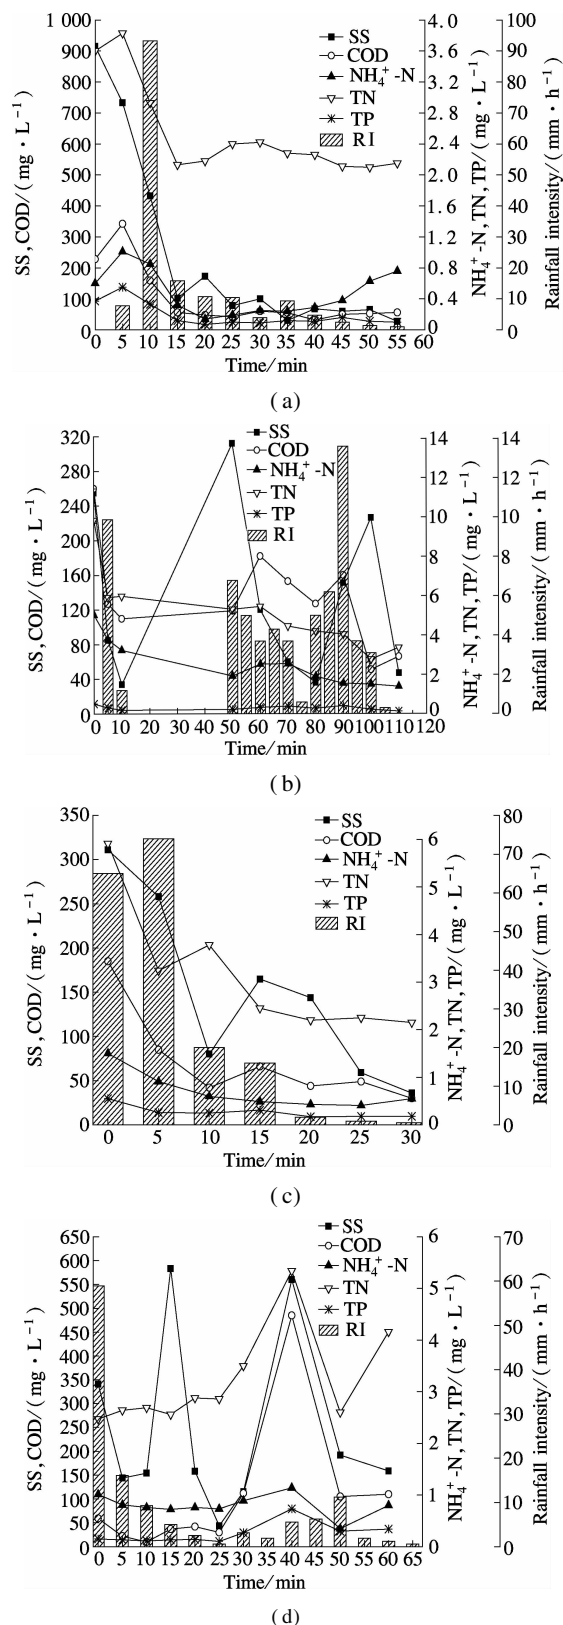 SS
COD
NH₄⁺-N
TN
TP
RI
1 000
900
800
700
600
500
400
300
200
100
0
SS,COD/(mg·L⁻¹)
4.0
3.6
3.2
2.8
2.4
2.0
1.6
1.2
0.8
0.4
0
NH₄⁺-N,TN,TP/(mg·L⁻¹)
100
90
80
70
60
50
40
30
20
10
0
Rainfall intensity/(mm·h⁻¹)
0 5 10 15 20 25 30 35 40 45 50 55 60
Time/min
(a)
SS
COD
NH₄⁺-N
TN
TP
RI
320
280
240
200
160
120
80
40
0
SS,COD/(mg·L⁻¹)
14
12
10
8
6
4
2
0
NH₄⁺-N,TN,TP/(mg·L⁻¹)
14
12
10
8
6
4
2
0
Rainfall intensity/(mm·h⁻¹)
0 10 20 30 40 50 60 70 80 90 100 110 120
Time/min
(b)
SS
COD
NH₄⁺-N
TN
TP
RI
350
300
250
200
150
100
50
0
SS,COD/(mg·L⁻¹)
6
5
4
3
2
1
0
NH₄⁺-N,TN,TP/(mg·L⁻¹)
80
70
60
50
40
30
20
10
0
Rainfall intensity/(mm·h⁻¹)
0 5 10 15 20 25 30
Time/min
(c)
SS
COD
NH₄⁺-N
TN
TP
RI
650
600
550
500
450
400
350
300
250
200
150
100
50
0
SS,COD/(mg·L⁻¹)
6
5
4
3
2
1
0
NH₄⁺-N,TN,TP/(mg·L⁻¹)
70
60
50
40
30
20
10
0
Rainfall intensity/(mm·h⁻¹)
0 5 10 15 20 25 30 35 40 45 50 55 60 65
Time/min
(d)